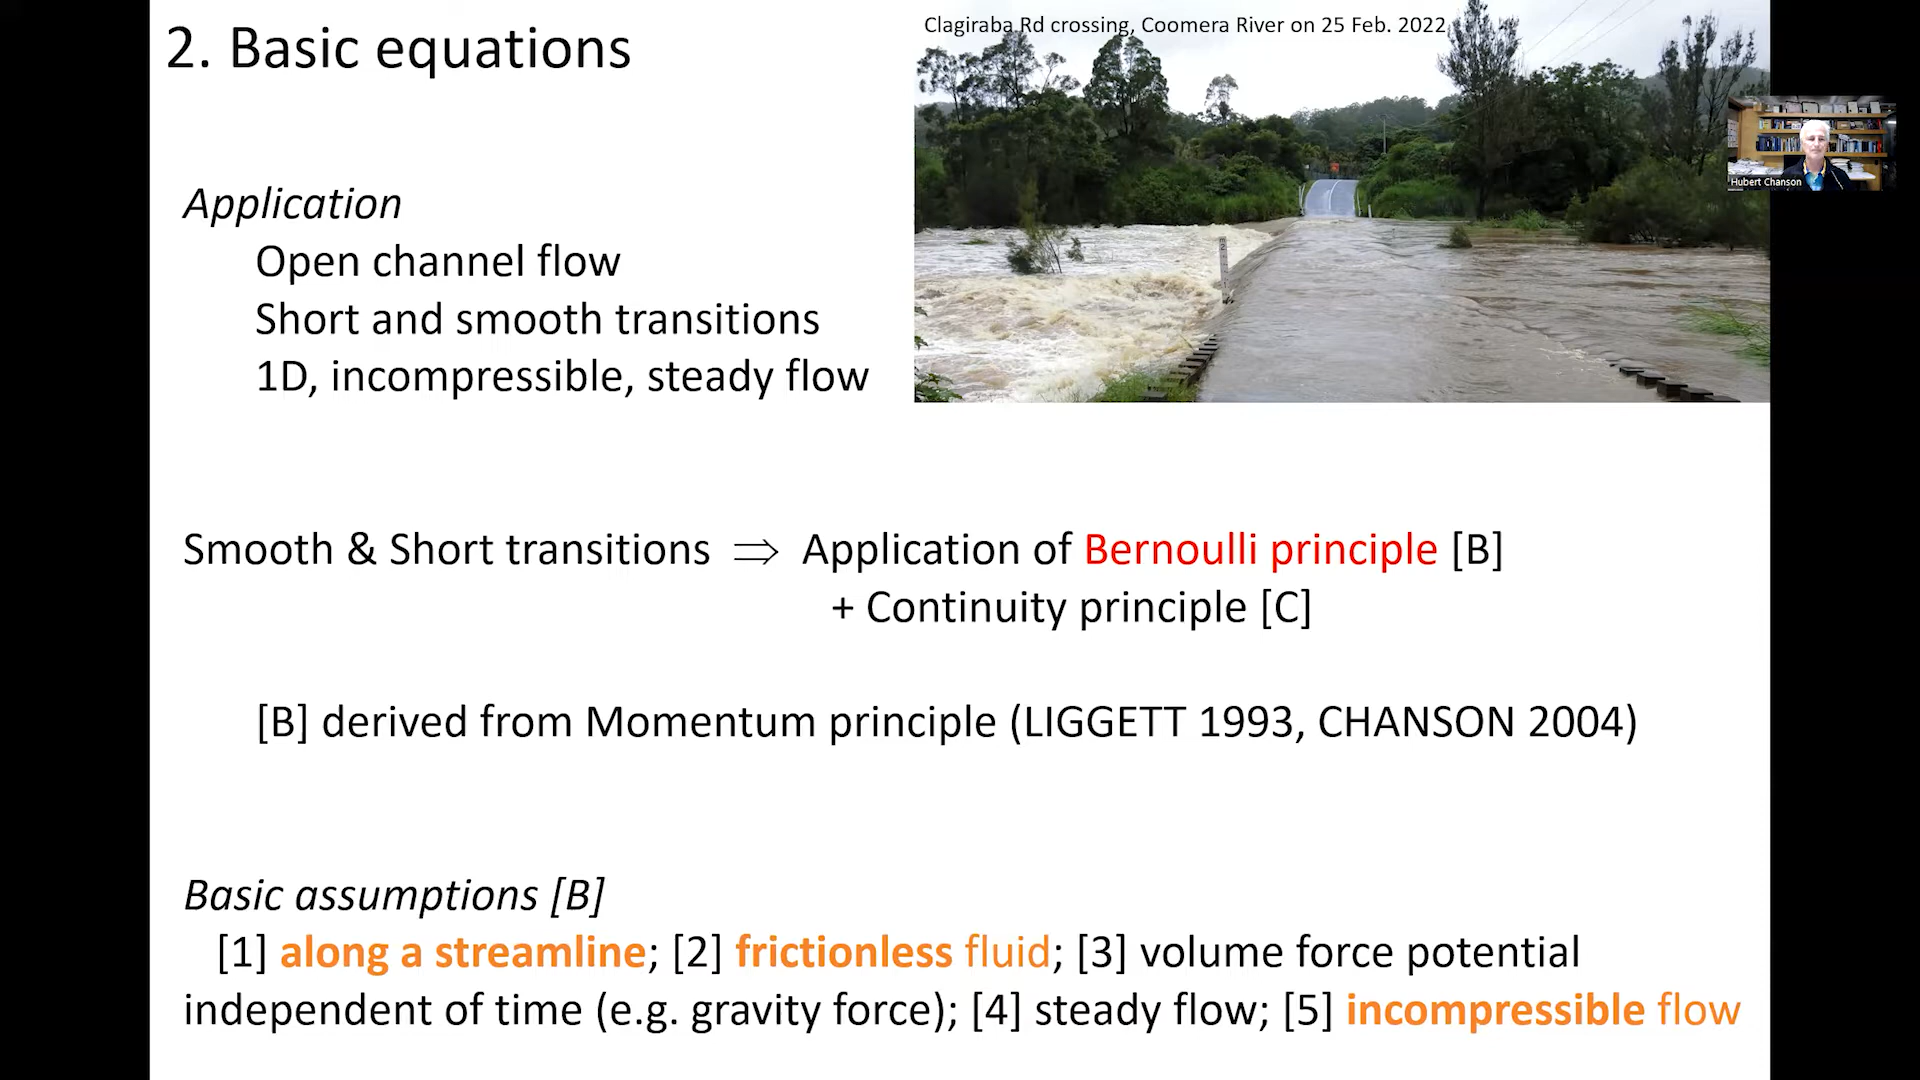 2. Basic equations
Clagiraba Rd crossing, Coomera River on 25 Feb. 2022
Hubert Chanson
Application
Open channel flow
Short and smooth transitions
1D, incompressible, steady flow
Smooth & Short transitions ⇒ Application of Bernoulli principle [B]
+ Continuity principle [C]
[B] derived from Momentum principle (LIGGETT 1993, CHANSON 2004)
Basic assumptions [B]
[1] along a streamline; [2] frictionless fluid; [3] volume force potential
independent of time (e.g. gravity force); [4] steady flow; [5] incompressible flow